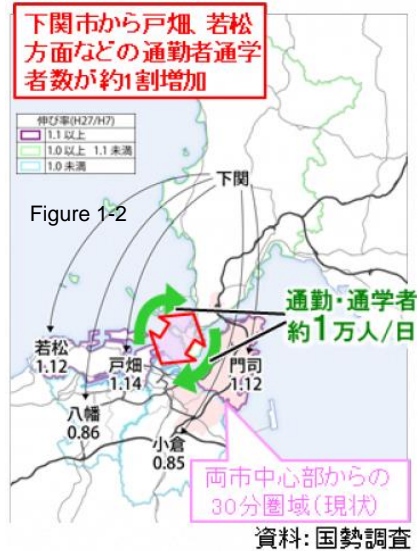 下関市から戸畑、若松
方面などの通勤者通学
者数が約1割増加
伸び率(H27/H7)
1.1 以上
1.0 以上 1.1 未満
1.0 未満
下関
Figure 1-2
通勤・通学者
約1万人/日
若松
1.12
戸畑
1.14
門司
1.12
八幡
0.86
小倉
0.85
両市中心部からの
30分圏域(現状)
資料:国勢調査